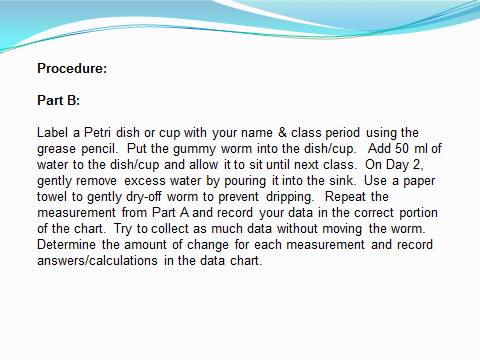 Procedure:
Part B:
Label a Petri dish or cup with your name & class period using the
grease pencil. Put the gummy worm into the dish/cup. Add 50 ml of
water to the dish/cup and allow it to sit until next class. On Day 2,
gently remove excess water by pouring it into the sink. Use a paper
towel to gently dry-off worm to prevent dripping. Repeat the
measurement from Part A and record your data in the correct portion
of the chart. Try to collect as much data without moving the worm.
Determine the amount of change for each measurement and record
answers/calculations in the data chart.